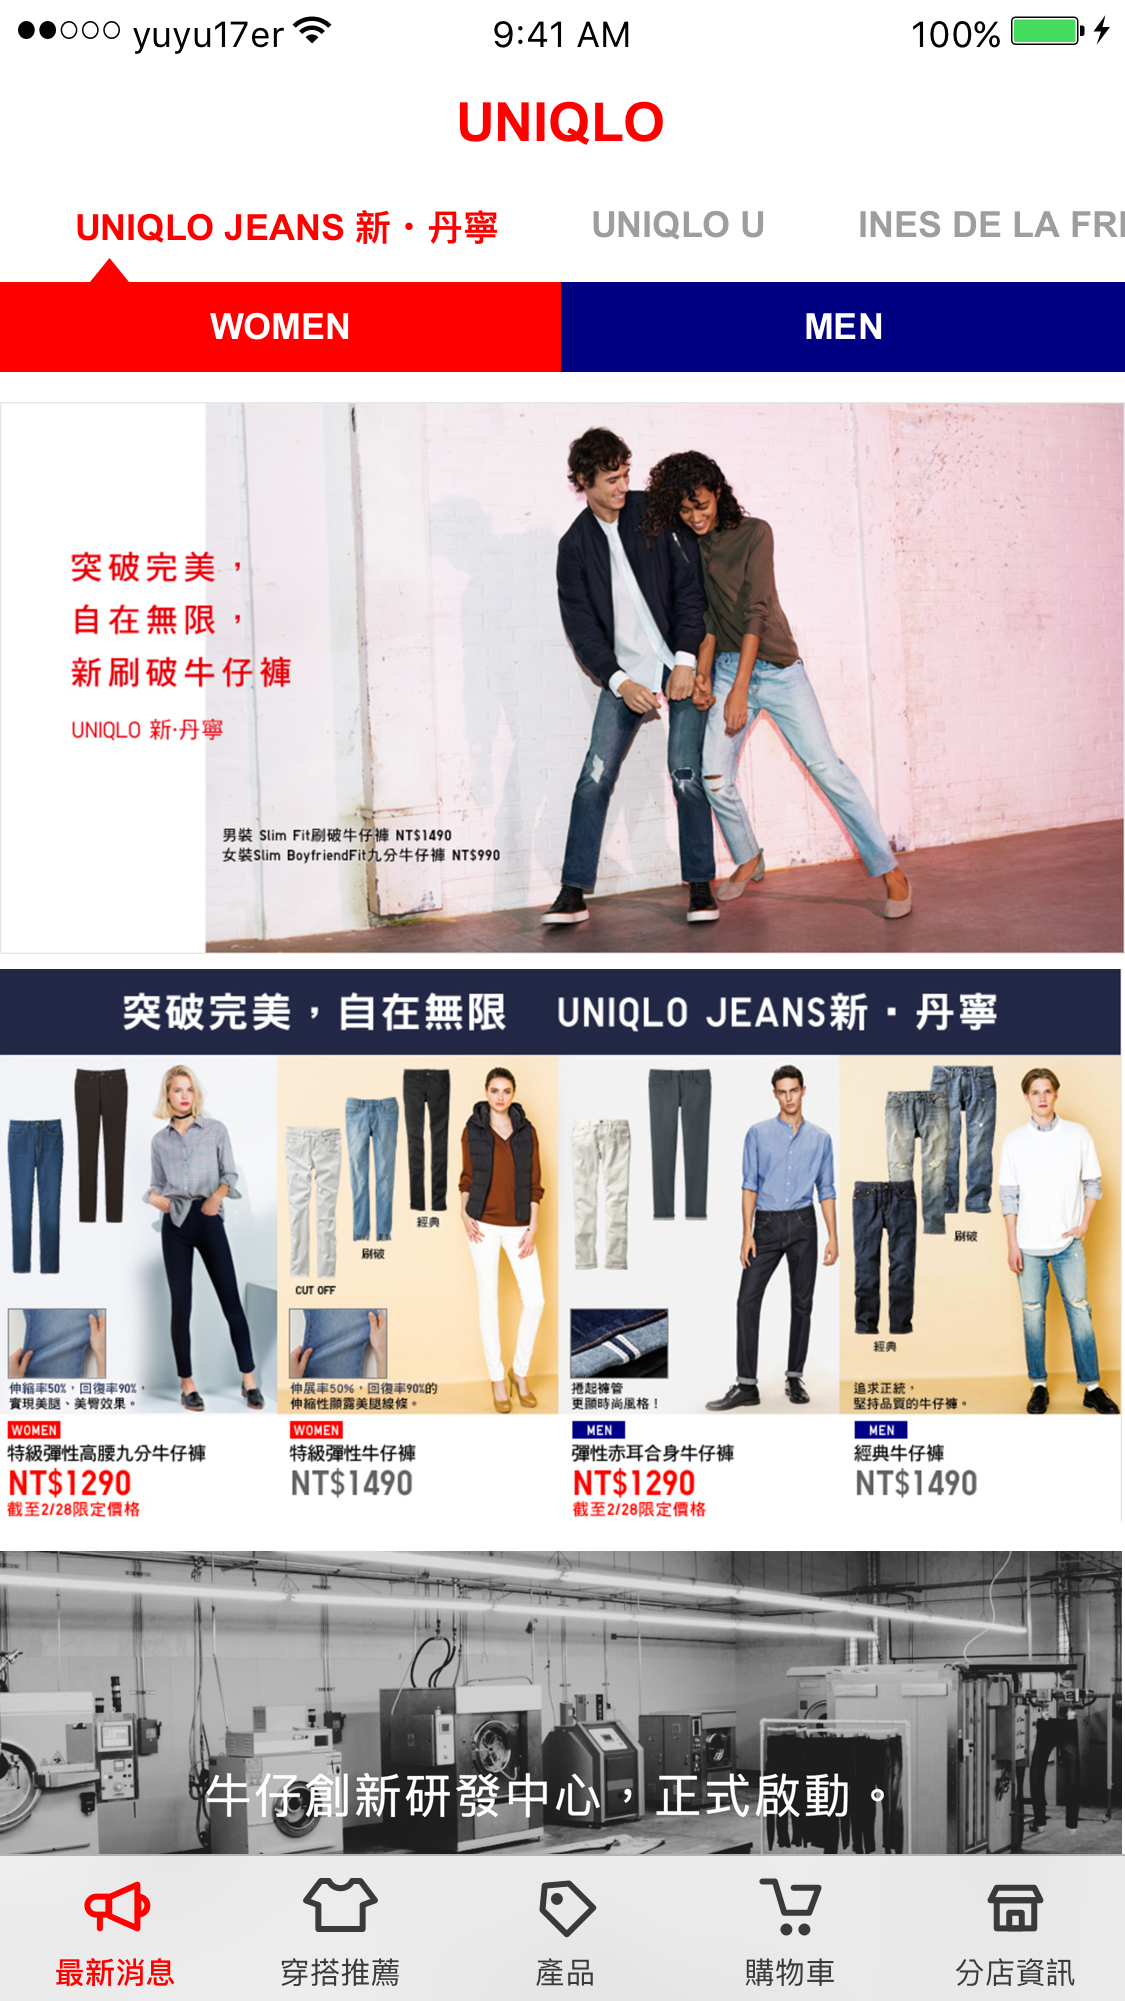 yuyu17er 9:41 AM 100%
UNIQLO
UNIQLO JEANS 新・丹寧 UNIQLO U INES DE LA FRE
WOMEN MEN
突破完美，
自在無限，
新刷破牛仔褲
UNIQLO 新·丹寧
男裝 Slim Fit刷破牛仔褲 NT$1490
女裝Slim BoyfriendFit九分牛仔褲 NT$990
突破完美，自在無限 UNIQLO JEANS新・丹寧
經典
刷破
CUT OFF
刷破
經典
伸縮率50%，回復率90%，
實現美腿、美臀效果。
伸展率50%，回復率90%的
伸縮性顯露美腿線條。
捲起褲管
更顯時尚風格！
追求正統，
堅持品質的牛仔褲。
WOMEN
特級彈性高腰九分牛仔褲
NT$1290
截至2/28限定價格
WOMEN
特級彈性牛仔褲
NT$1490
MEN
彈性赤耳合身牛仔褲
NT$1290
截至2/28限定價格
MEN
經典牛仔褲
NT$1490
牛仔創新研發中心，正式啟動。
最新消息 穿搭推薦 產品 購物車 分店資訊